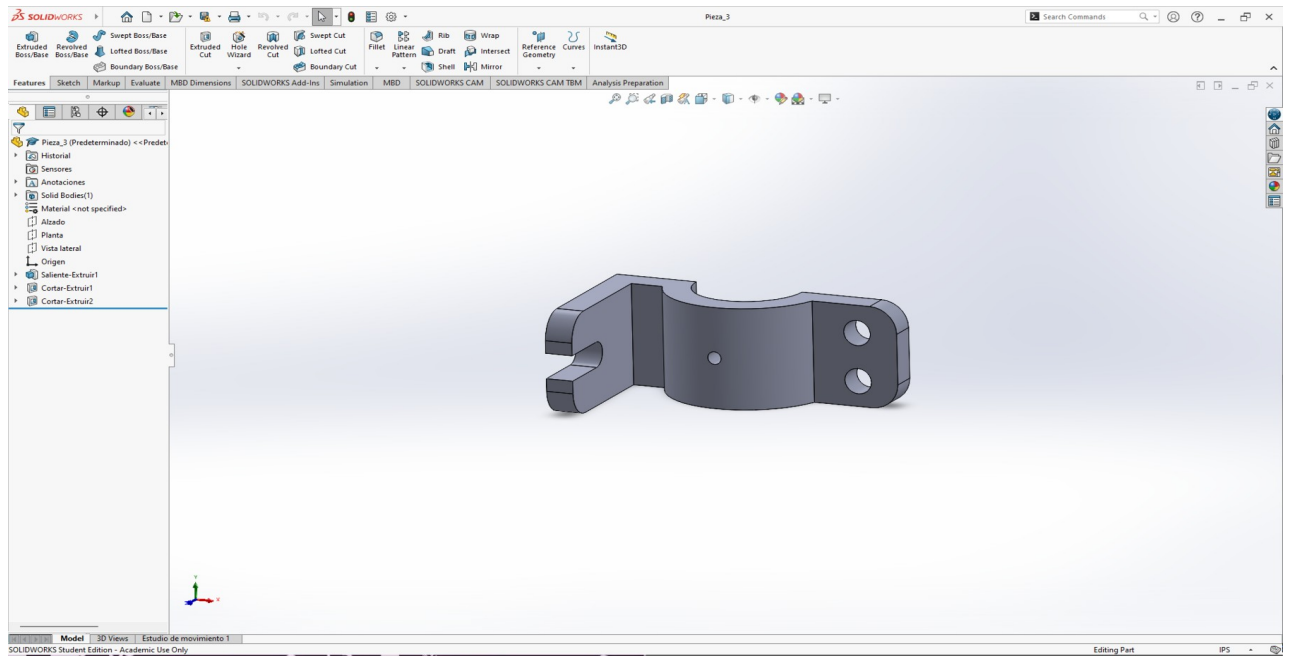 SOLIDWORKS Pieza_3 Search Commands
Extruded Boss/Base
Revolved Boss/Base
Swept Boss/Base
Lofted Boss/Base
Boundary Boss/Base
Extruded Cut
Hole Wizard
Revolved Cut
Swept Cut
Lofted Cut
Boundary Cut
Fillet
Linear Pattern
Rib
Draft
Shell
Wrap
Intersect
Mirror
Reference Geometry
Curves
Instant3D
Features Sketch Markup Evaluate MBD Dimensions SOLIDWORKS Add-Ins Simulation MBD SOLIDWORKS CAM SOLIDWORKS CAM TBM Analysis Preparation
Pieza_3 (Predeterminado) <<Predet
Historial
Sensores
Anotaciones
Solid Bodies(1)
Material <not specified>
Alzado
Planta
Vista lateral
Origen
Saliente-Extruir1
Cortar-Extruir1
Cortar-Extruir2
Y
X
Model 3D Views Estudio de movimiento 1
SOLIDWORKS Student Edition - Academic Use Only Editing Part IPS